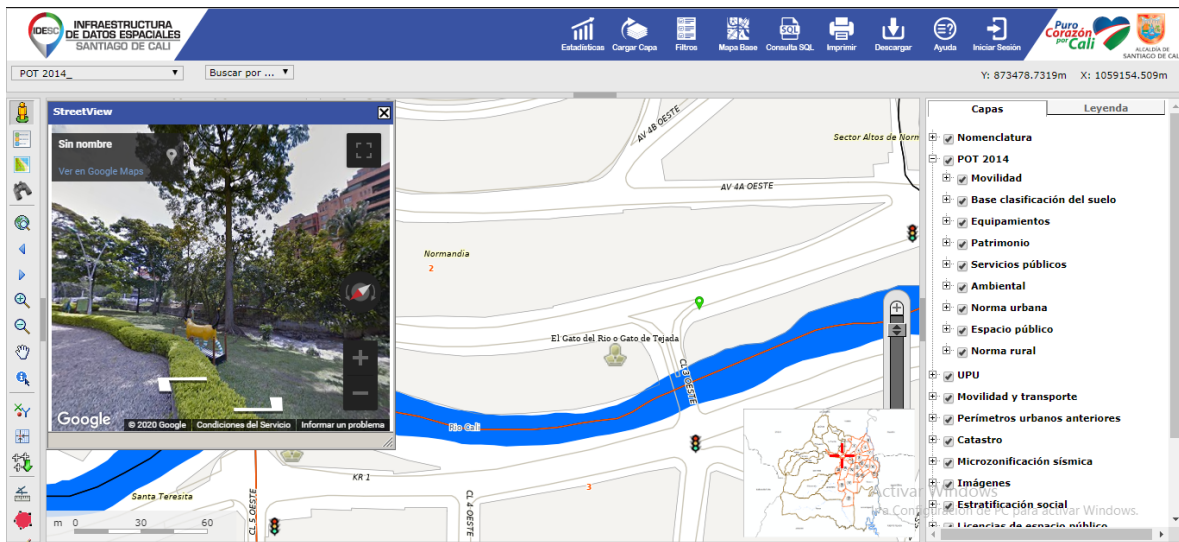 IDESC
INFRAESTRUCTURA
DE DATOS ESPACIALES
SANTIAGO DE CALI
Estadísticas
Cargar Capa
Filtros
Mapa Base
Consulta SQL
SQL
Imprimir
Descargar
Ayuda
Iniciar Sesión
Puro
Corazón
por Cali
ALCALDÍA DE
SANTIAGO DE CAL
POT 2014_
Buscar por ...
Y: 873478.7319m X: 1059154.509m
StreetView
Sin nombre
Ver en Google Maps
Google
© 2020 Google
Condiciones del Servicio
Informar un problema
AV 4B OESTE
Sector Altos de Norm
AV 4A OESTE
Normandia
2
El Gato del Rio o Gato de Tejada
CL 3 OESTE
Rio Cali
KR 1
3
Santa Teresita
CL 5 OESTE
CL 4 OESTE
m 0 30 60
Capas
Leyenda
Nomenclatura
POT 2014
Movilidad
Base clasificación del suelo
Equipamientos
Patrimonio
Servicios públicos
Ambiental
Norma urbana
Espacio público
Norma rural
UPU
Movilidad y transporte
Perímetros urbanos anteriores
Catastro
Microzonificación sísmica
Imágenes
Estratificación social
Licencias de espacio público
Activar Windows
Configuración de PC para activar Windows.